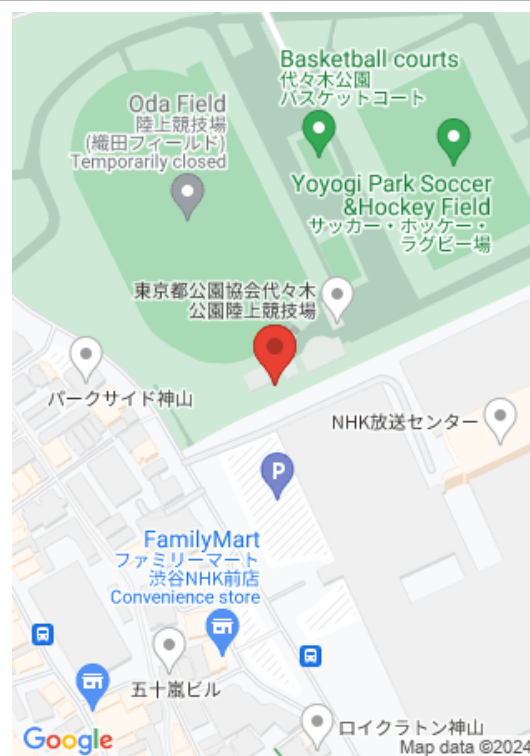 Basketball courts
代々木公園
バスケットコート
Oda Field
陸上競技場
(織田フィールド)
Temporarily closed
Yoyogi Park Soccer
&Hockey Field
サッカー・ホッケー・
ラグビー場
東京都公園協会代々木
公園陸上競技場
パークサイド神山
NHK放送センター
P
FamilyMart
ファミリーマート
渋谷NHK前店
Convenience store
五十嵐ビル
ロイクラトン神山
Google
Map data ©2024